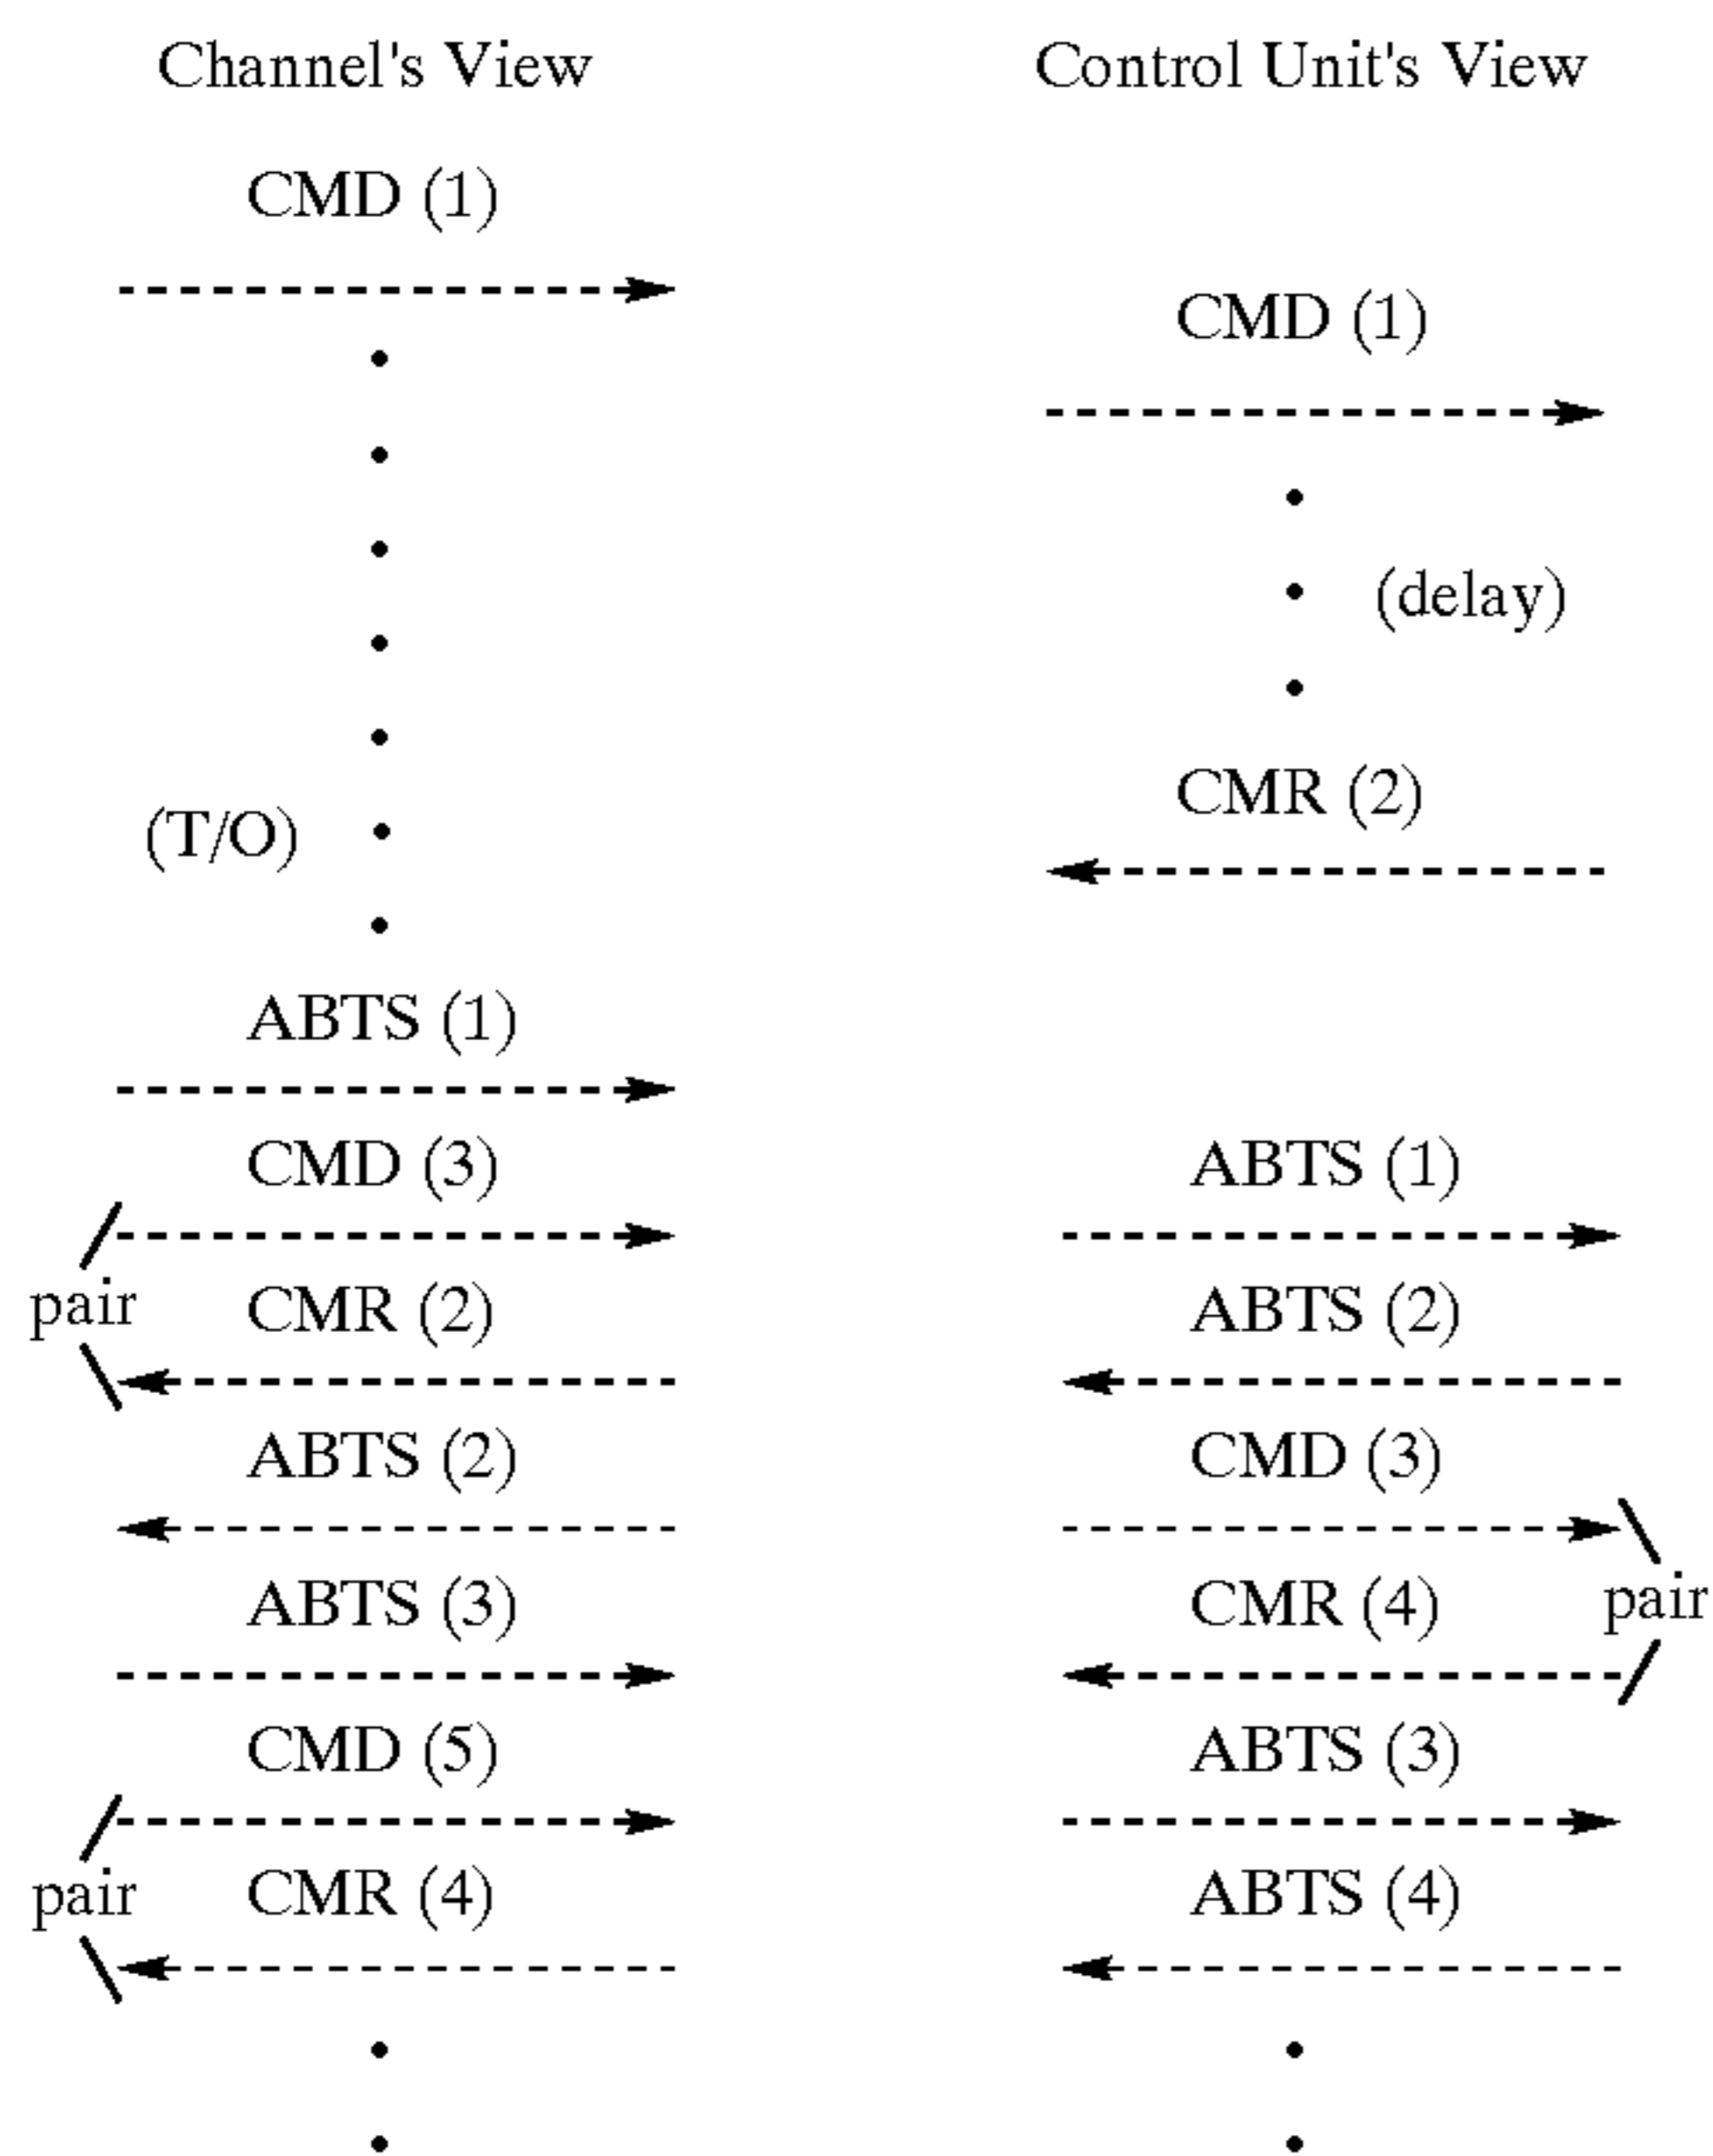 Channel's View
CMD (1)
(T/O)
ABTS (1)
CMD (3)
pair
CMR (2)
ABTS (2)
ABTS (3)
CMD (5)
pair
CMR (4)
Control Unit's View
CMD (1)
(delay)
CMR (2)
ABTS (1)
ABTS (2)
CMD (3)
CMR (4)
pair
ABTS (3)
ABTS (4)